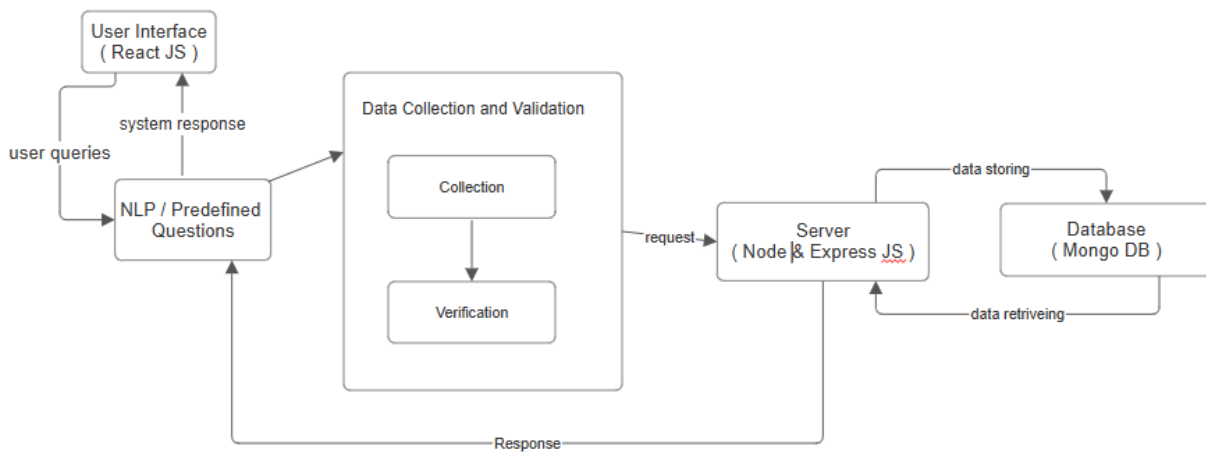 User Interface
( React JS )
system response
user queries
NLP / Predefined
Questions
Data Collection and Validation
Collection
Verification
request
Server
( Node & Express JS )
data storing
Database
( Mongo DB )
data retriveing
Response